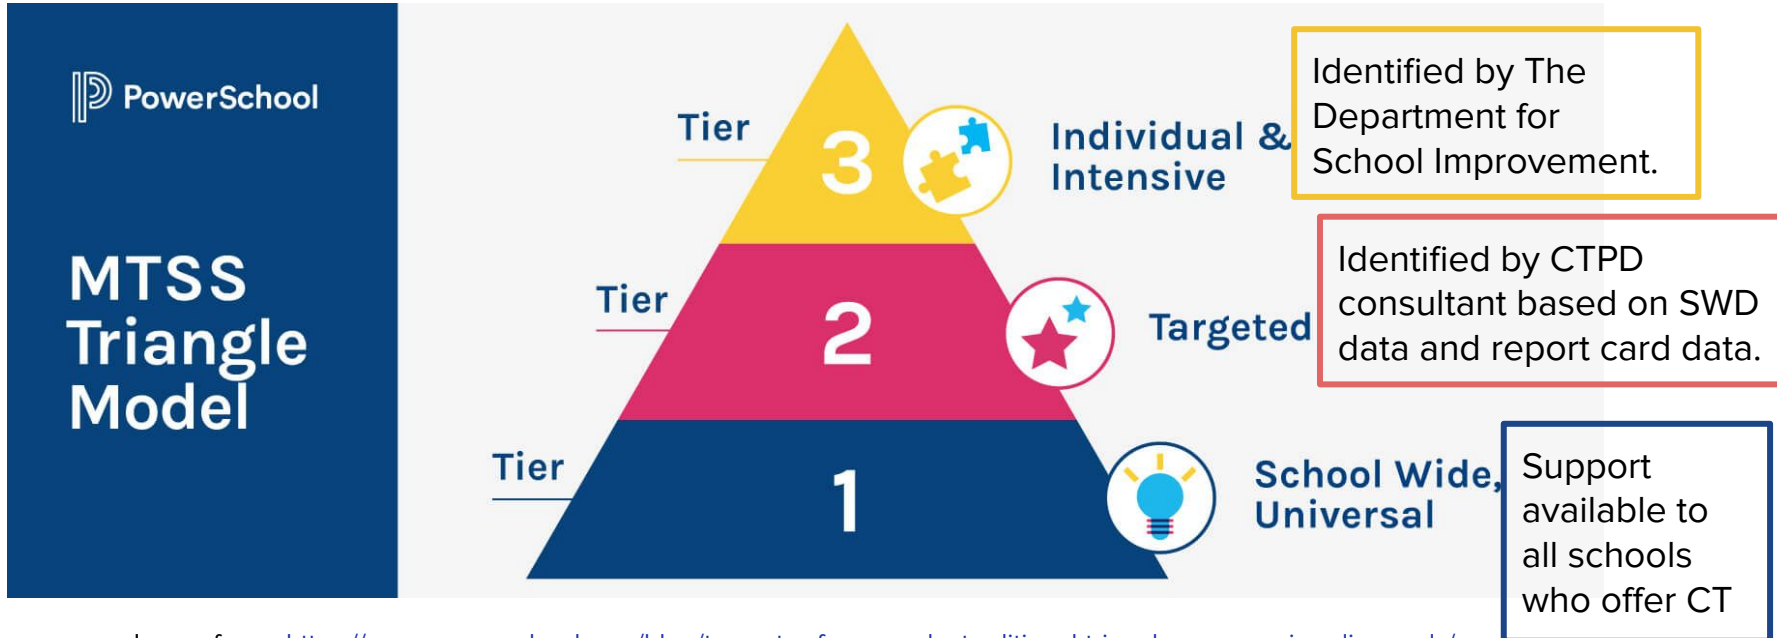 PowerSchool
MTSS
Triangle
Model
Tier
3
Individual &
Intensive
Identified by The
Department for
School Improvement.
Tier
2
Targeted
Identified by CTPD
consultant based on SWD
data and report card data.
Tier
1
School Wide,
Universal
Support
available to
all schools
who offer CT